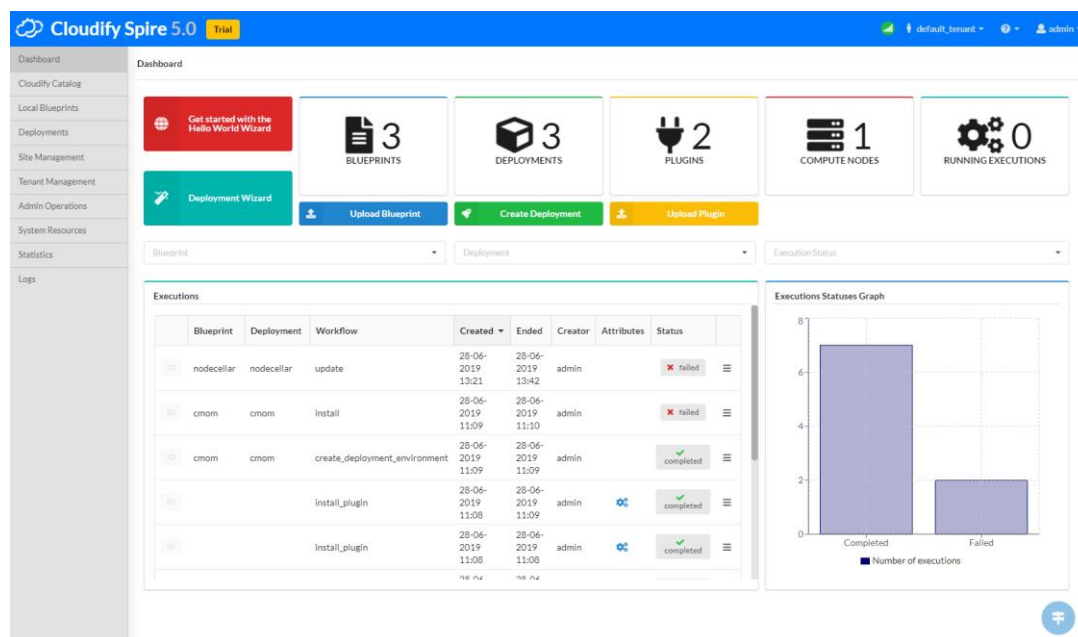 Cloudify Spire 5.0 Trial
default_tenant
admin
Dashboard
Cloudify Catalog
Local Blueprints
Deployments
Site Management
Tenant Management
Admin Operations
System Resources
Statistics
Logs
Dashboard
Get started with the
Hello World Wizard
Deployment Wizard
3
BLUEPRINTS
3
DEPLOYMENTS
2
PLUGINS
1
COMPUTE NODES
0
RUNNING EXECUTIONS
Upload Blueprint
Create Deployment
Upload Plugin
Blueprint
Deployment
Execution Status
Executions
Blueprint Deployment Workflow Created Ended Creator Attributes Status
28-06- 28-06-
nodecellar nodecellar update 2019 2019 admin failed
13:21 13:42
28-06- 28-06-
cmom cmom install 2019 2019 admin failed
11:09 11:10
28-06- 28-06-
cmom cmom create_deployment_environment 2019 2019 admin completed
11:09 11:09
28-06- 28-06-
install_plugin 2019 2019 admin completed
11:08 11:09
28-06- 28-06-
install_plugin 2019 2019 admin completed
11:08 11:08
Executions Statuses Graph
8
6
4
2
0
Completed Failed
Number of executions